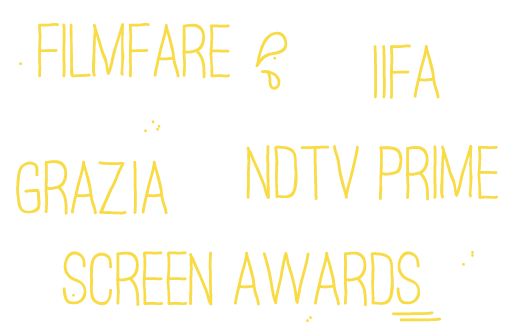 FILMFARE
IIFA
GRAZIA
NDTV PRIME
SCREEN AWARDS